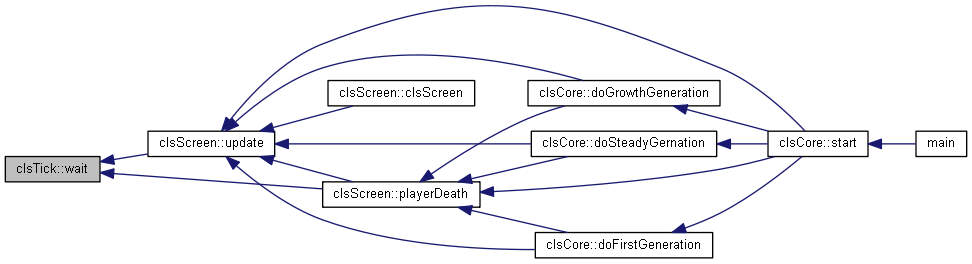 clsTick::wait
clsScreen::update
clsScreen::clsScreen
clsScreen::playerDeath
clsCore::doGrowthGeneration
clsCore::doSteadyGernation
clsCore::doFirstGeneration
clsCore::start
main